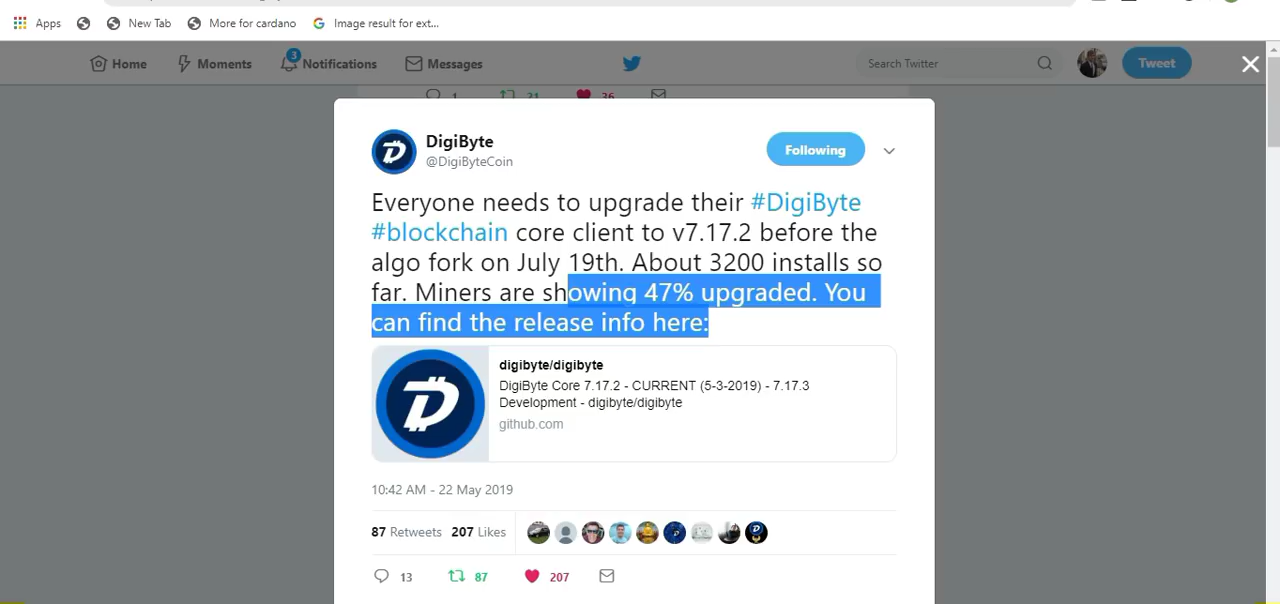 Apps
New Tab
More for cardano
Image result for ext...
Home
Moments
3
Notifications
Messages
Search Twitter
Tweet
1 21 36
DigiByte
@DigiByteCoin
Following
Everyone needs to upgrade their #DigiByte
#blockchain core client to v7.17.2 before the
algo fork on July 19th. About 3200 installs so
far. Miners are showing 47% upgraded. You
can find the release info here:
digibyte/digibyte
DigiByte Core 7.17.2 - CURRENT (5-3-2019) - 7.17.3
Development - digibyte/digibyte
github.com
10:42 AM - 22 May 2019
87 Retweets 207 Likes
13 87 207